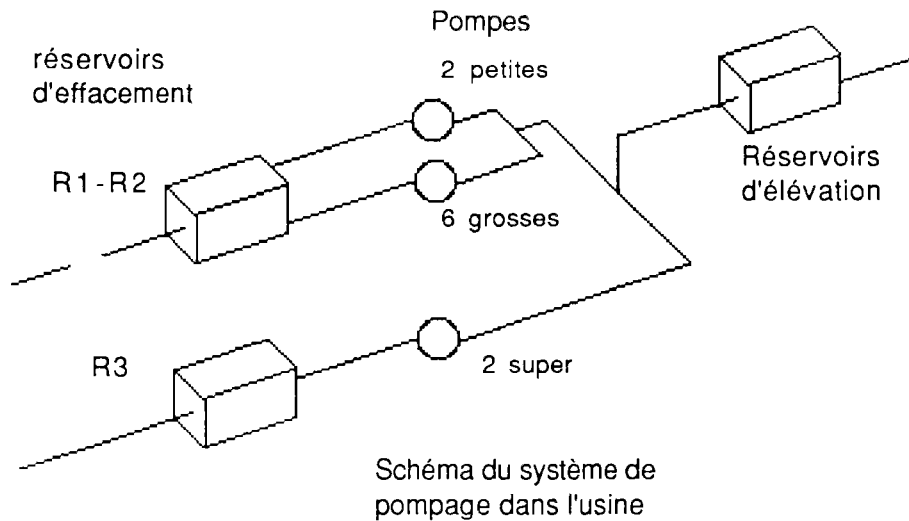 Pompes
réservoirs
d'effacement
2 petites
R1-R2
6 grosses
Réservoirs
d'élévation
R3
2 super
Schéma du système de
pompage dans l'usine